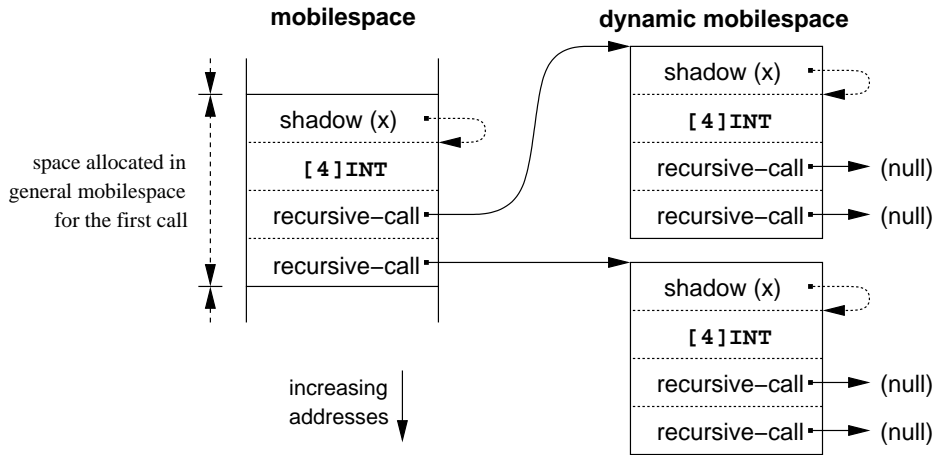 mobilespace
dynamic mobilespace
shadow (x)
[4]INT
recursive−call
recursive−call
space allocated in
general mobilespace
for the first call
increasing
addresses
shadow (x)
[4]INT
recursive−call (null)
recursive−call (null)
shadow (x)
[4]INT
recursive−call (null)
recursive−call (null)